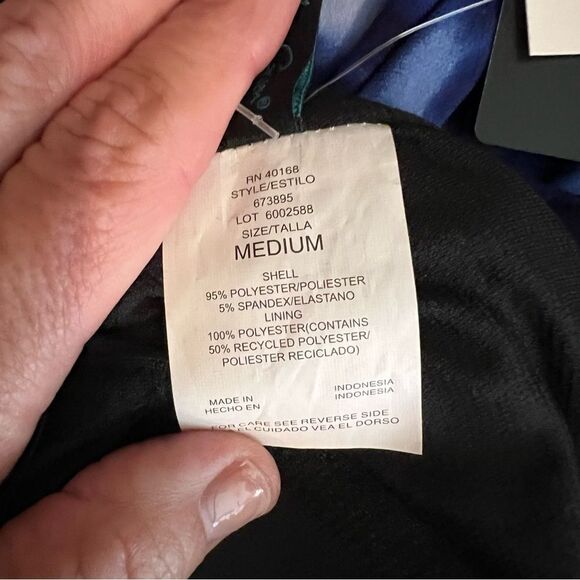 RN 40168
STYLE/ESTILO
673895
LOT 6002588
SIZE/TALLA
MEDIUM
SHELL
95% POLYESTER/POLIESTER
5% SPANDEX/ELASTANO
LINING
100% POLYESTER(CONTAINS
50% RECYCLED POLYESTER/
POLIESTER RECICLADO)
MADE IN INDONESIA
HECHO EN INDONESIA
FOR CARE SEE REVERSE SIDE
EL CUIDADO VEA EL DORSO